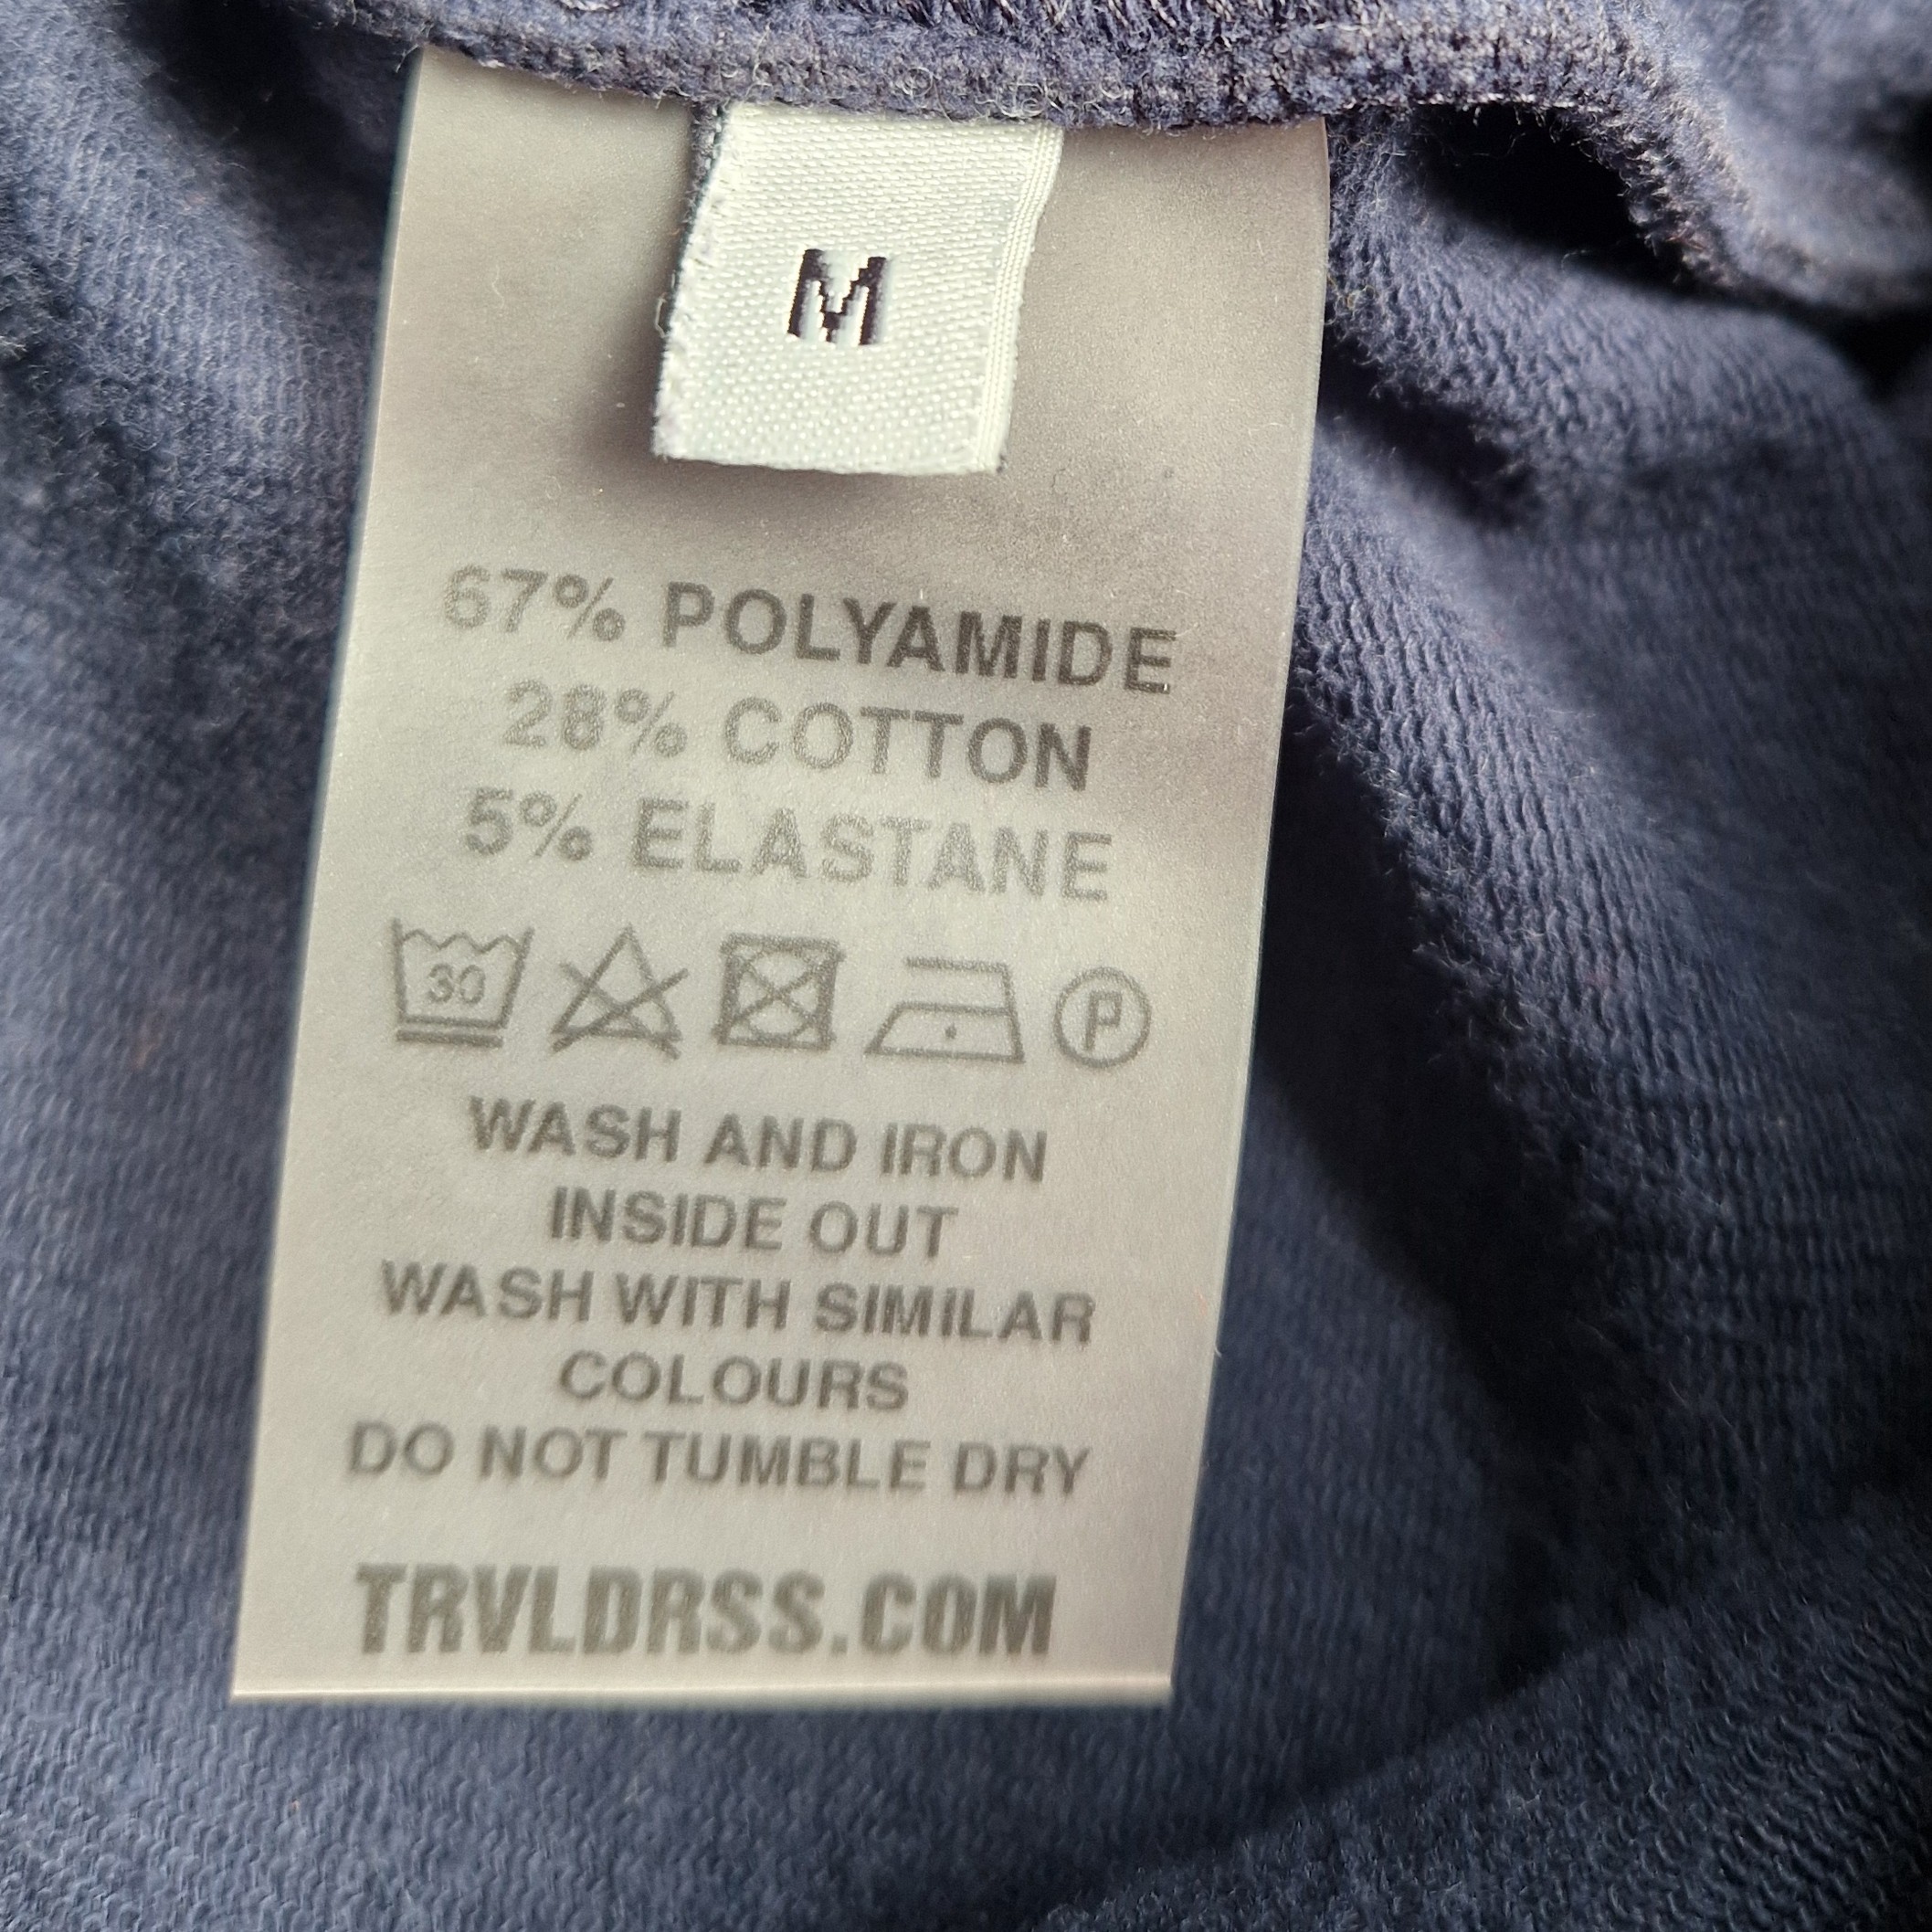 M
67% POLYAMIDE
28% COTTON
5% ELASTANE
30 P
WASH AND IRON
INSIDE OUT
WASH WITH SIMILAR
COLOURS
DO NOT TUMBLE DRY
TRVLDRSS.COM